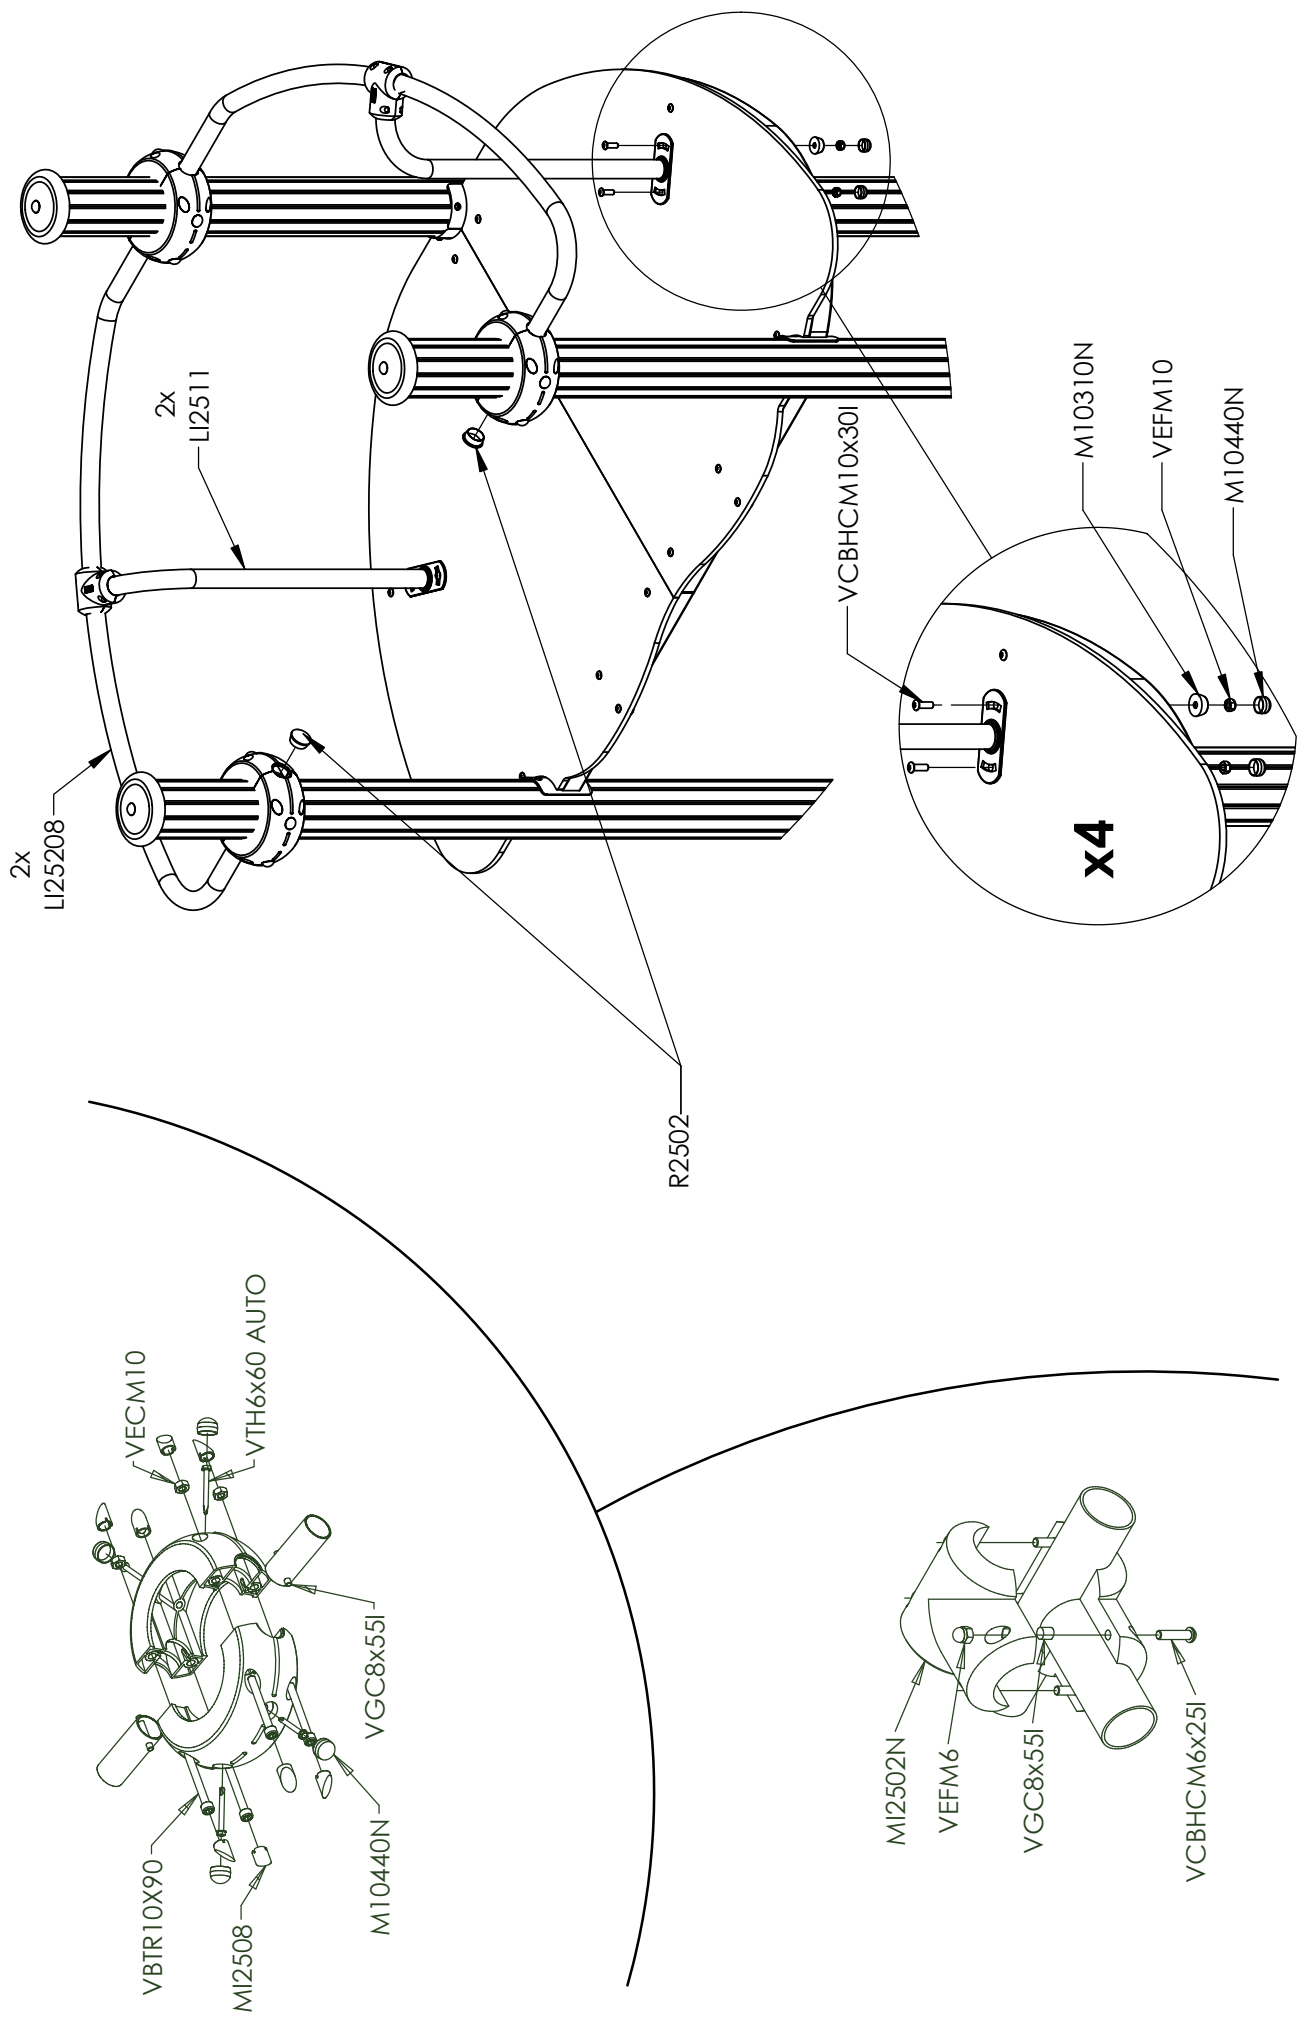 2x
LI25208
2x
LI2511
R2502
VCBHCM10x30I
M10310N
VEFM10
M10440N
x4
VECM10
VTH6x60 AUTO
VBTR10X90
MI2508
M10440N
VGC8x55I
MI2502N
VEFM6
VGC8x55I
VCBHCM6x25I